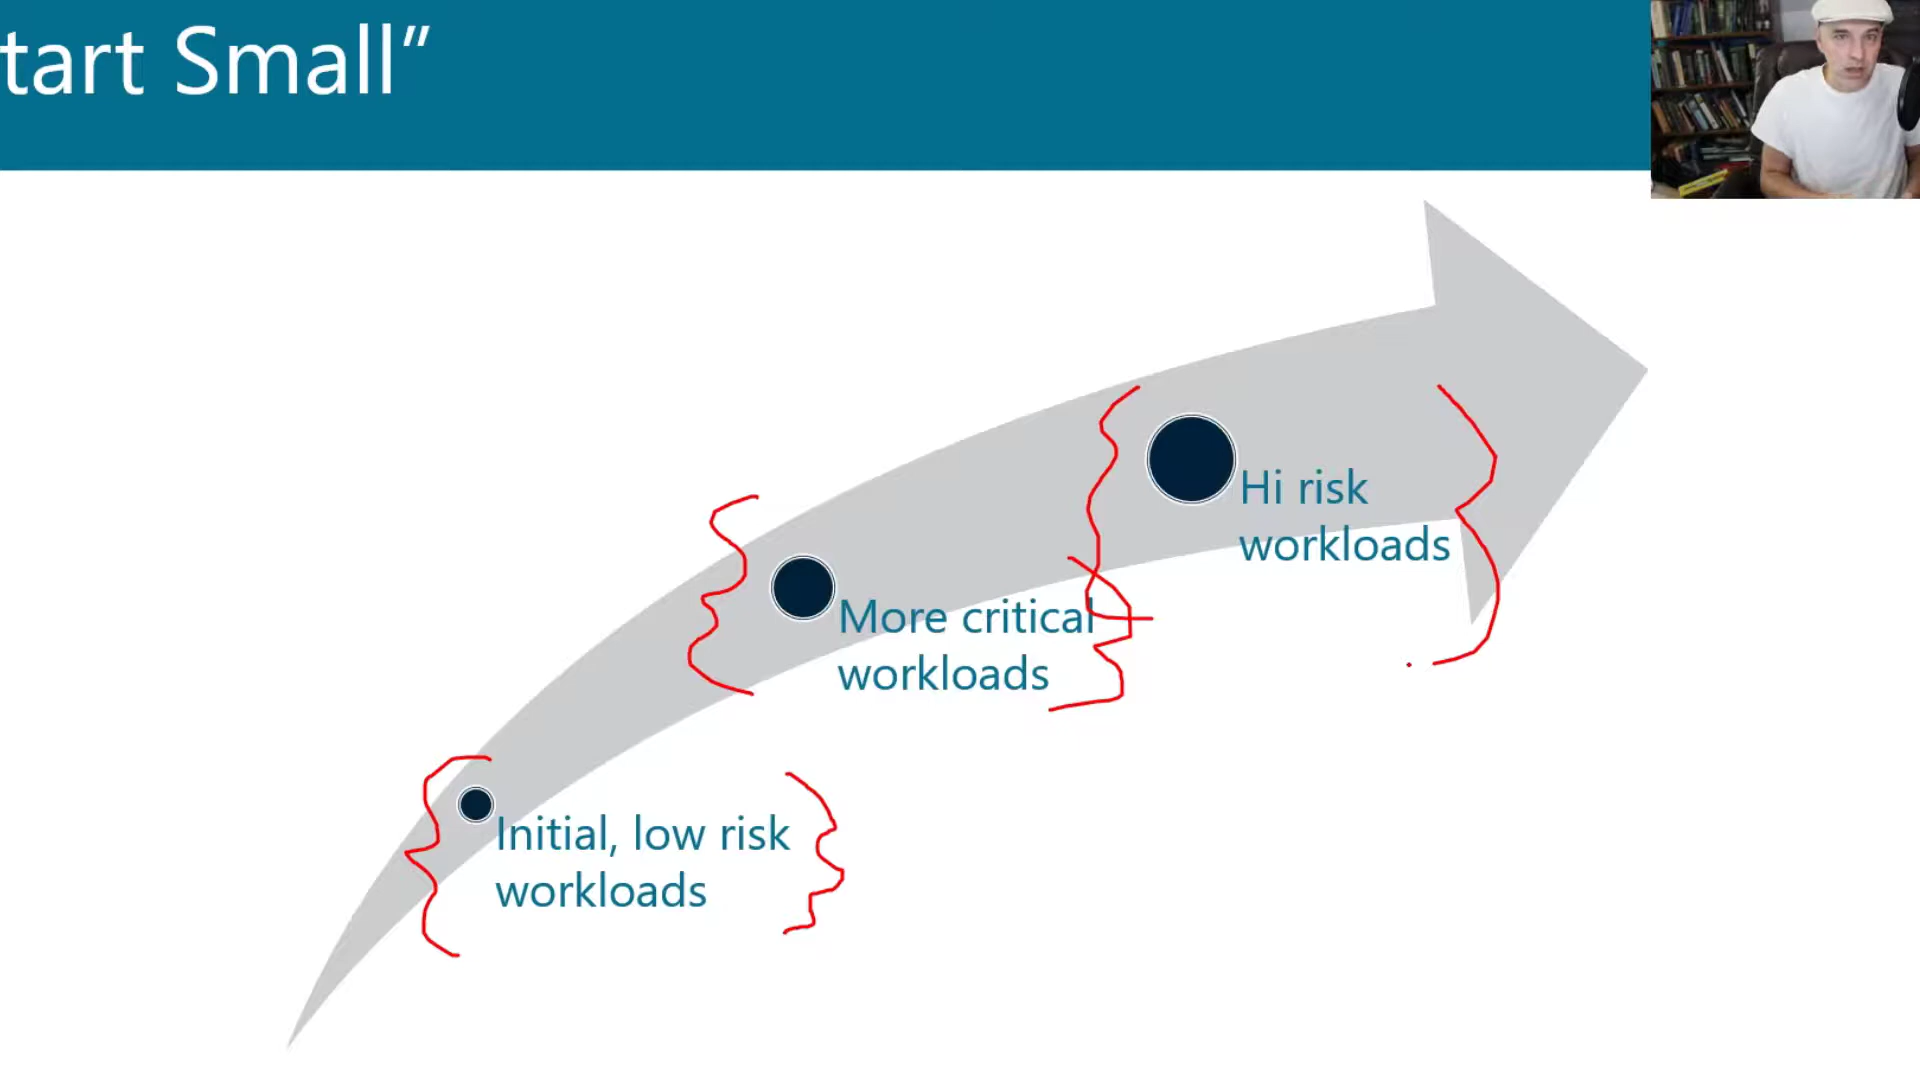 tart Small”
Hi risk
workloads
More critical
workloads
Initial, low risk
workloads